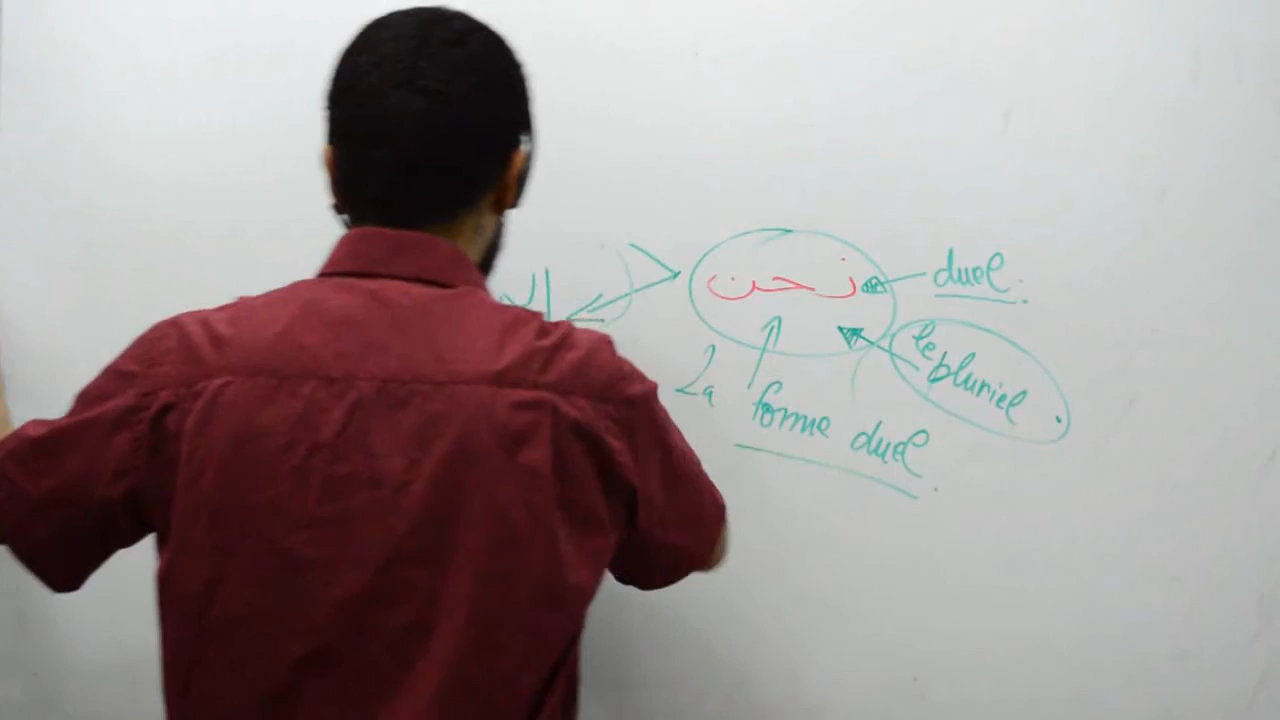 نحن
duel.
le pluriel.
La forme duel.